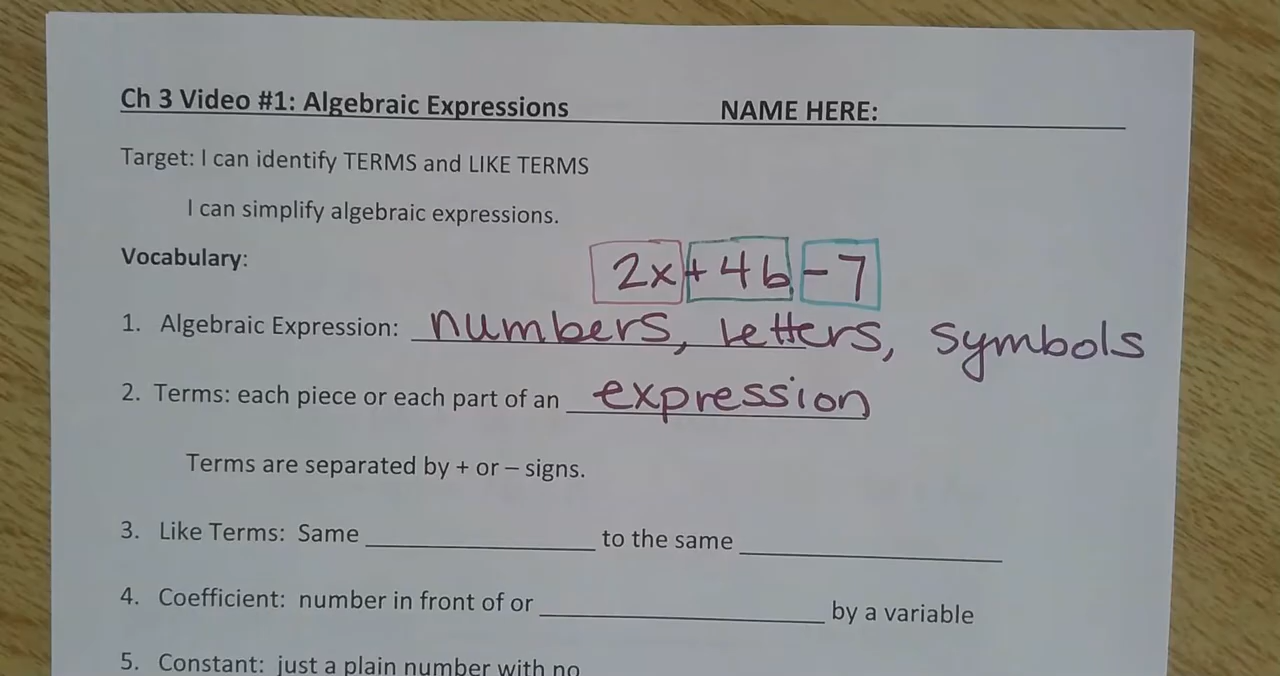 Ch 3 Video #1: Algebraic Expressions NAME HERE:
Target: I can identify TERMS and LIKE TERMS
I can simplify algebraic expressions.
Vocabulary:
2x + 4b - 7
1. Algebraic Expression: numbers, letters, symbols
2. Terms: each piece or each part of an expression
Terms are separated by + or – signs.
3. Like Terms: Same ____________ to the same ____________
4. Coefficient: number in front of or ____________ by a variable
5. Constant: just a plain number with no